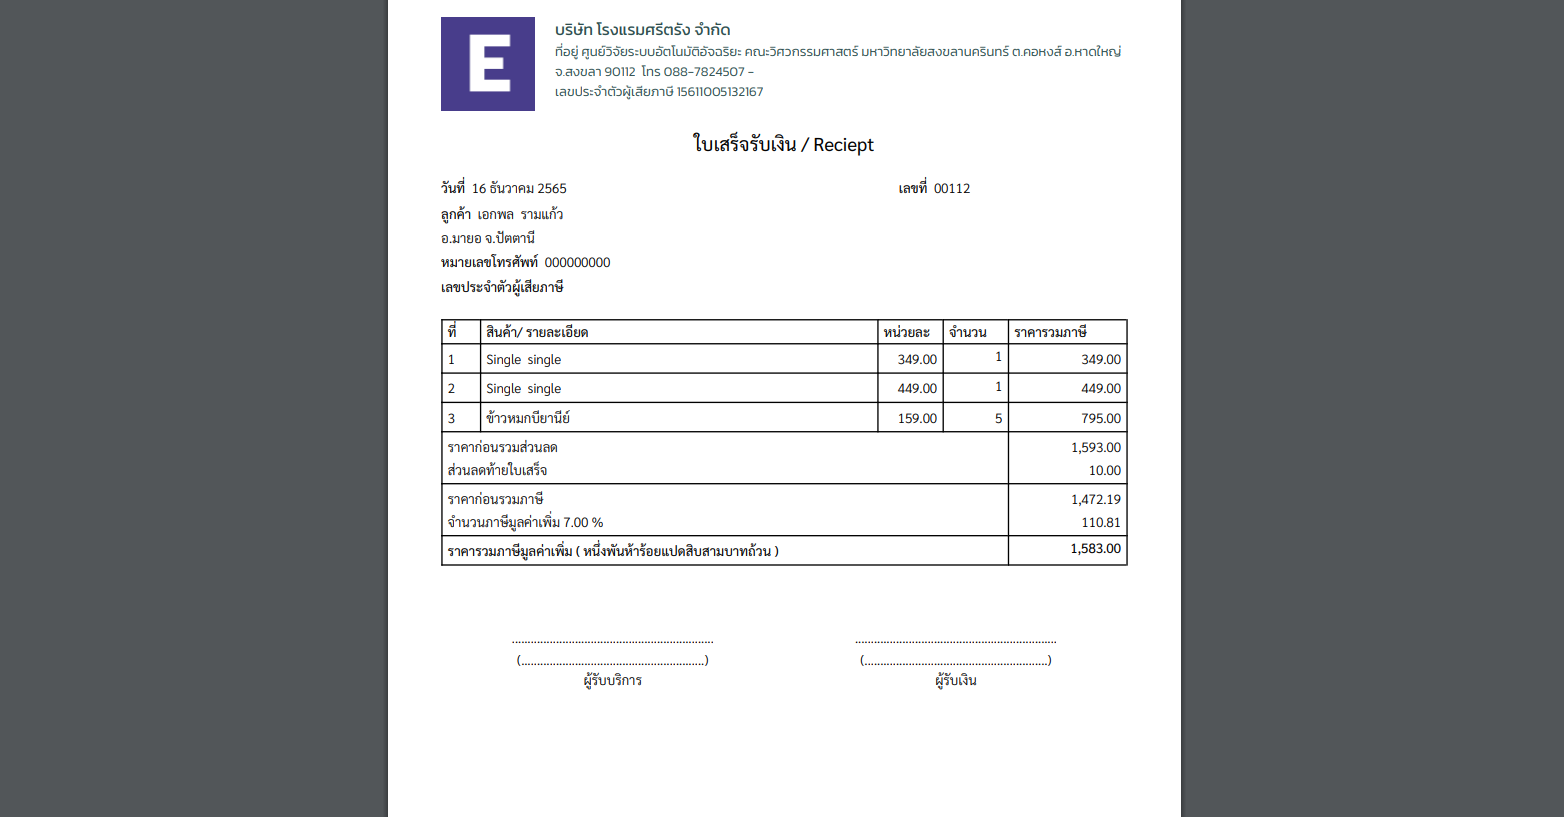 E
บริษัท โรงแรมศรีตรัง จำกัด
ที่อยู่ ศูนย์วิจัยระบบอัตโนมัติอัจฉริยะ คณะวิศวกรรมศาสตร์ มหาวิทยาลัยสงขลานครินทร์ ต.คอหงส์ อ.หาดใหญ่
จ.สงขลา 90112 โทร 088-7824507 -
เลขประจำตัวผู้เสียภาษี 15611005132167
ใบเสร็จรับเงิน / Reciept
วันที่ 16 ธันวาคม 2565 เลขที่ 00112
ลูกค้า เอกพล รามแก้ว
อ.มายอ จ.ปัตตานี
หมายเลขโทรศัพท์ 000000000
เลขประจำตัวผู้เสียภาษี
ที่ สินค้า/ รายละเอียด หน่วยละ จำนวน ราคารวมภาษี
1 Single single 349.00 1 349.00
2 Single single 449.00 1 449.00
3 ข้าวหมกบียานีย์ 159.00 5 795.00
ราคาก่อนรวมส่วนลด 1,593.00
ส่วนลดท้ายใบเสร็จ 10.00
ราคาก่อนรวมภาษี 1,472.19
จำนวนภาษีมูลค่าเพิ่ม 7.00 % 110.81
ราคารวมภาษีมูลค่าเพิ่ม ( หนึ่งพันห้าร้อยแปดสิบสามบาทถ้วน ) 1,583.00
................................................................ ................................................................
(..........................................................) (..........................................................)
ผู้รับบริการ ผู้รับเงิน